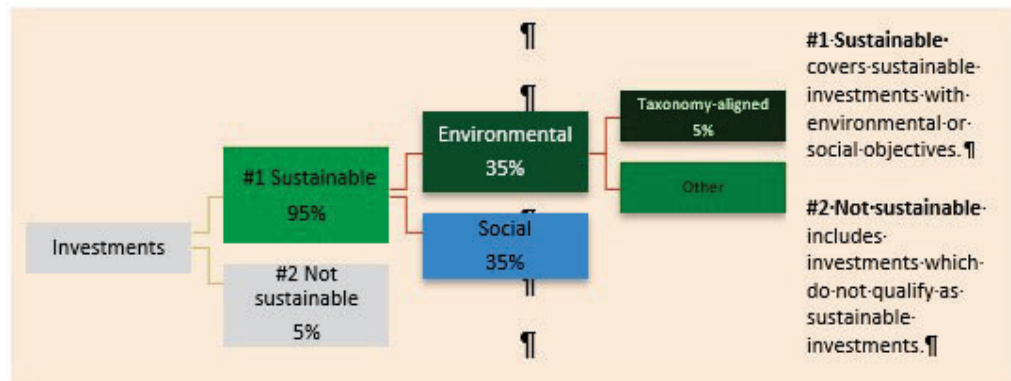 Investments
#1 Sustainable
95%
#2 Not
sustainable
5%
¶
¶
Environmental
35%
Social
35%
¶
¶
Taxonomy-aligned
5%
Other
#1·Sustainable·
covers·sustainable·
investments·with·
environmental·or·
social·objectives.¶
#2·Not·sustainable·
includes·
investments·which·
do·not·qualify·as·
sustainable·
investments.¶